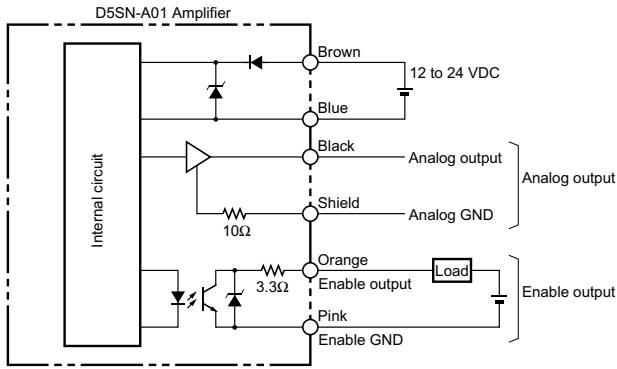 D5SN-A01 Amplifier
Brown
12 to 24 VDC
Blue
Black
Analog output
Analog output
Internal circuit
Shield
Analog GND
10Ω
Orange
Load
3.3Ω
Enable output
Enable output
Pink
Enable GND